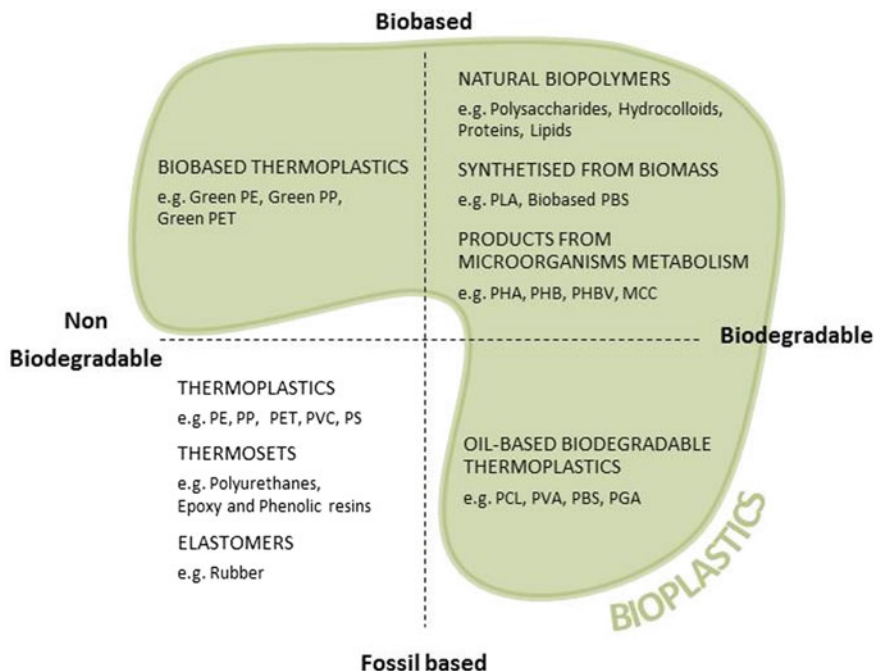 Biobased
NATURAL BIOPOLYMERS
e.g. Polysaccharides, Hydrocolloids,
Proteins, Lipids
BIOBASED THERMOPLASTICS
e.g. Green PE, Green PP,
Green PET
SYNTHETISED FROM BIOMASS
e.g. PLA, Biobased PBS
PRODUCTS FROM
MICROORGANISMS METABOLISM
e.g. PHA, PHB, PHBV, MCC
Non
Biodegradable
Biodegradable
THERMOPLASTICS
e.g. PE, PP, PET, PVC, PS
THERMOSETS
e.g. Polyurethanes,
Epoxy and Phenolic resins
ELASTOMERS
e.g. Rubber
OIL-BASED BIODEGRADABLE
THERMOPLASTICS
e.g. PCL, PVA, PBS, PGA
BIOPLASTICS
Fossil based